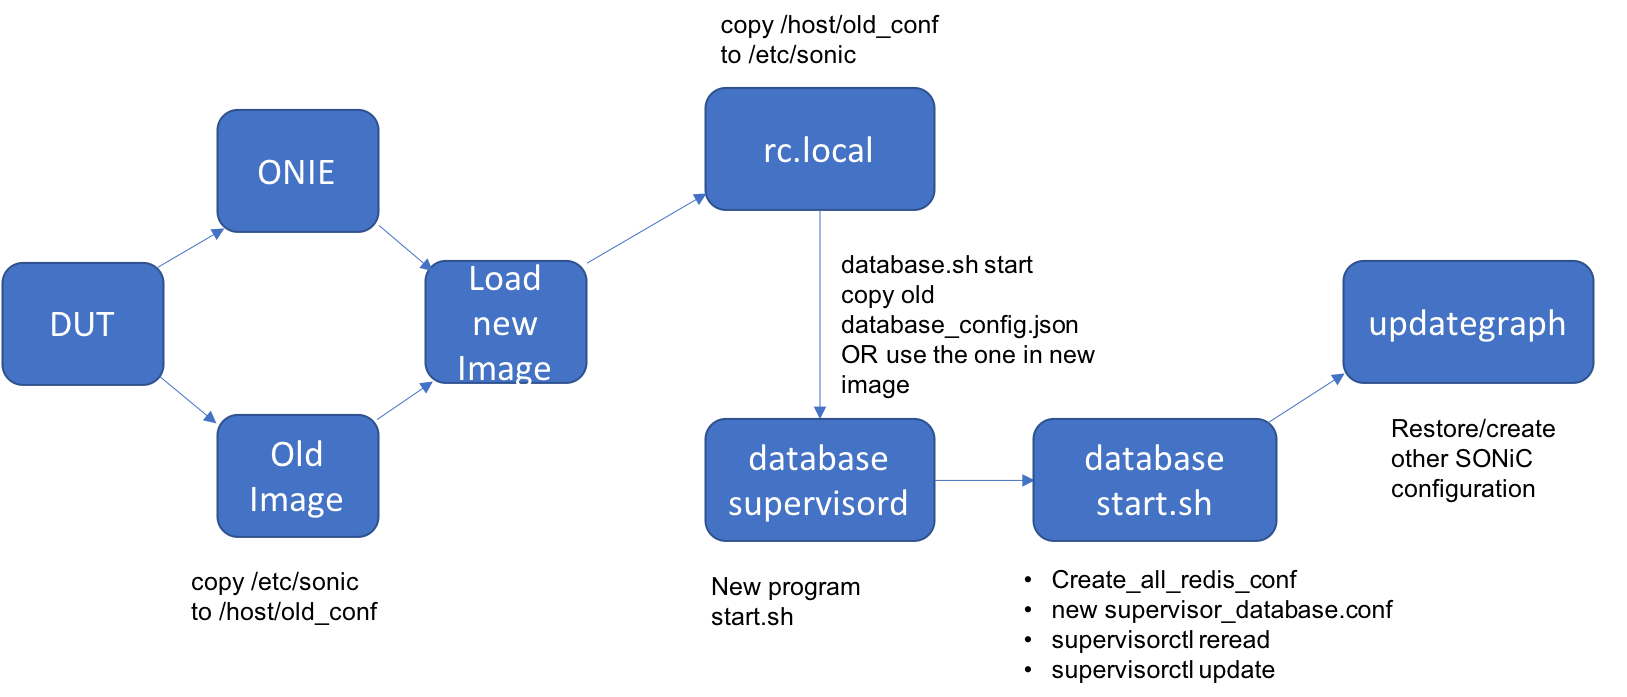 copy /host/old_conf
to /etc/sonic
ONIE
rc.local
DUT
Load
new
Image
database.sh start
copy old
database_config.json
OR use the one in new
image
updategraph
Old
Image
database
supervisord
database
start.sh
Restore/create
other SONiC
configuration
copy /etc/sonic
to /host/old_conf
New program
start.sh
• Create_all_redis_conf
• new supervisor_database.conf
• supervisorctl reread
• supervisorctl update